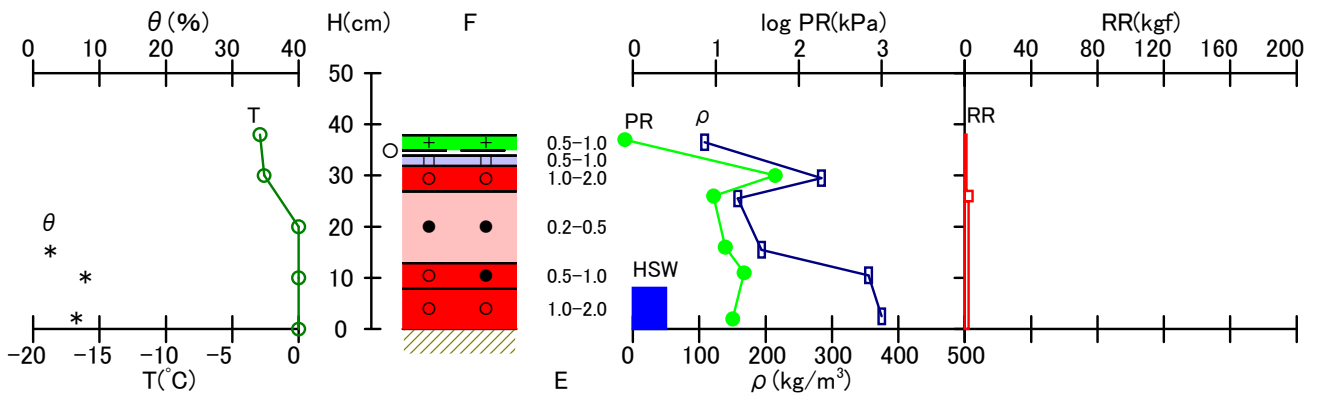 θ(%) H(cm) F log PR(kPa) RR(kgf)
0 10 20 30 40 0 1 2 3 0 40 80 120 160 200
50
40
30
20
10
0
T
θ
0.5-1.0
0.5-1.0
1.0-2.0
0.2-0.5
0.5-1.0
1.0-2.0
PR ρ RR
HSW
-20 -15 -10 -5 0 0 100 200 300 400 500
T(°C) E ρ(kg/m³)